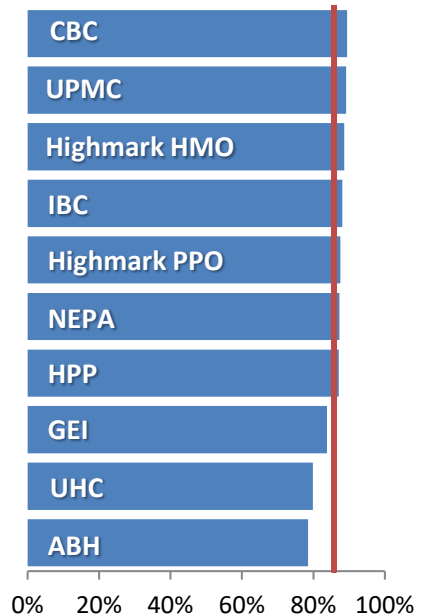 CBC
UPMC
Highmark HMO
IBC
Highmark PPO
NEPA
HPP
GEI
UHC
ABH
0% 20% 40% 60% 80% 100%